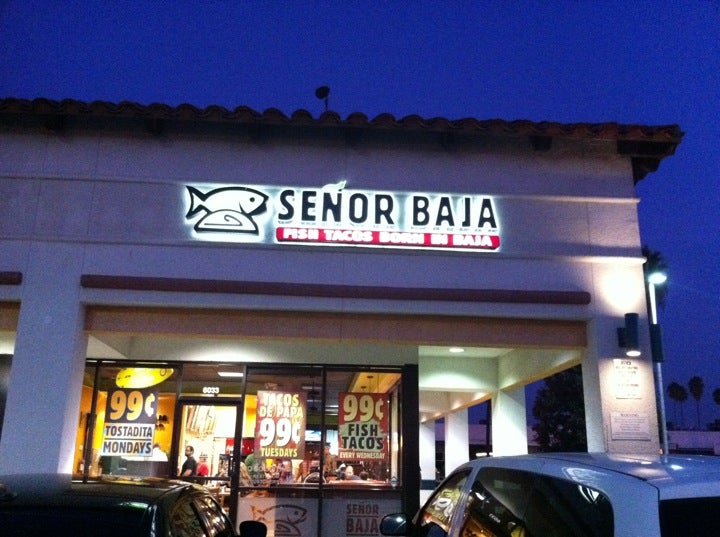 SEÑOR BAJA
FISH TACOS BORN IN BAJA
99¢
TOSTADITA
MONDAYS
TACOS
DE PAPA
99¢
TUESDAYS
99¢
FISH
TACOS
EVERY WEDNESDAY
SEÑOR
BAJA